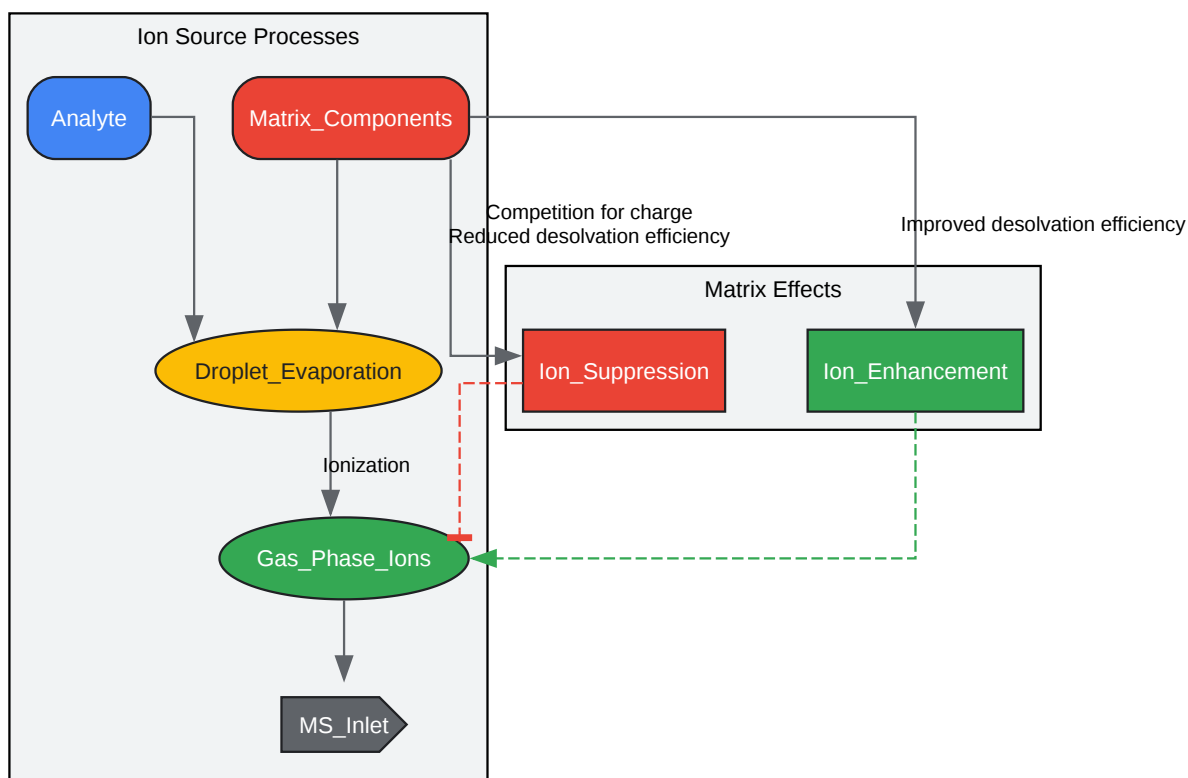 Ion Source Processes
Analyte
Matrix_Components
Competition for charge
Reduced desolvation efficiency
Improved desolvation efficiency
Matrix Effects
Droplet_Evaporation
Ion_Suppression
Ion_Enhancement
Ionization
Gas_Phase_Ions
MS_Inlet